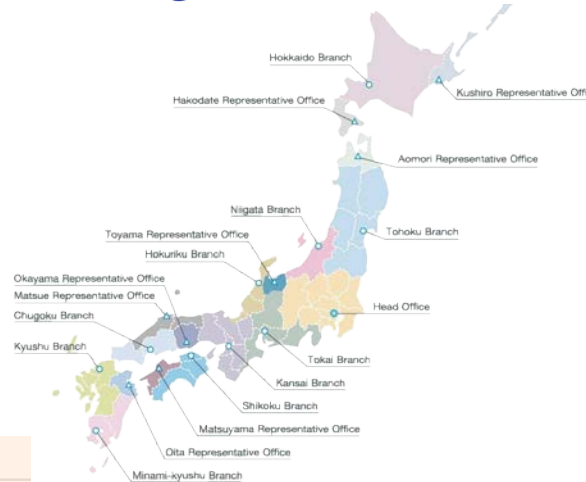 Hokkaido Branch
Kushiro Representative Offi
Hakodate Representative Office
Aomori Representative Office
Niigata Branch
Tohoku Branch
Toyama Representative Office
Hokuriku Branch
Okayama Representative Office
Matsue Representative Office
Head Office
Chugoku Branch
Kyushu Branch
Tokai Branch
Kansai Branch
Shikoku Branch
Matsuyama Representative Office
Oita Representative Office
Minami-kyushu Branch